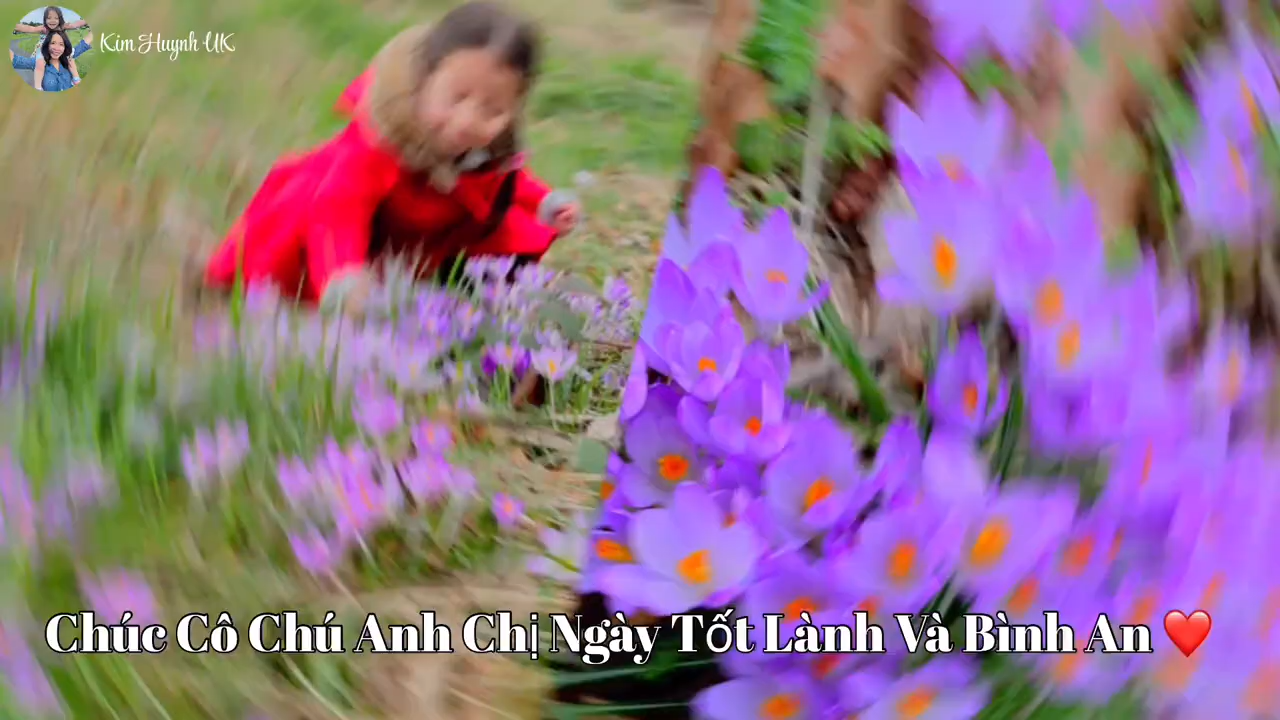 Kim Huynh UK
Chúc Cô Chú Anh Chị Ngày Tốt Lành Và Bình An ❤️